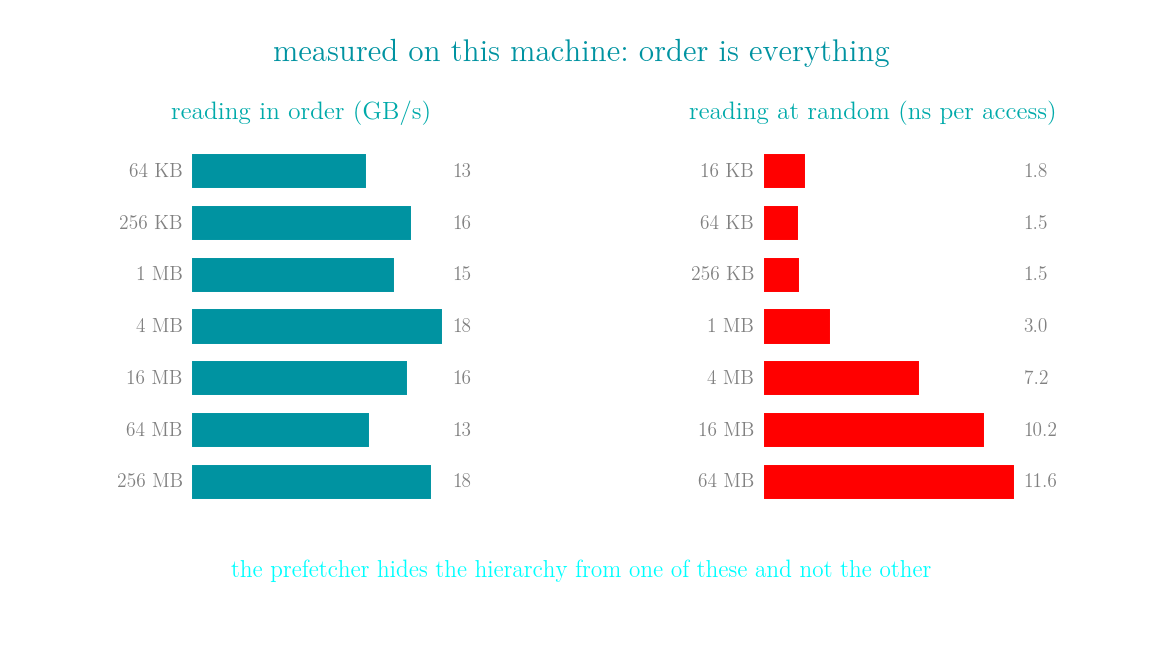 measured on this machine: order is everything
reading in order (GB/s)
64 KB 13
256 KB 16
1 MB 15
4 MB 18
16 MB 16
64 MB 13
256 MB 18
reading at random (ns per access)
16 KB 1.8
64 KB 1.5
256 KB 1.5
1 MB 3.0
4 MB 7.2
16 MB 10.2
64 MB 11.6
the prefetcher hides the hierarchy from one of these and not the other